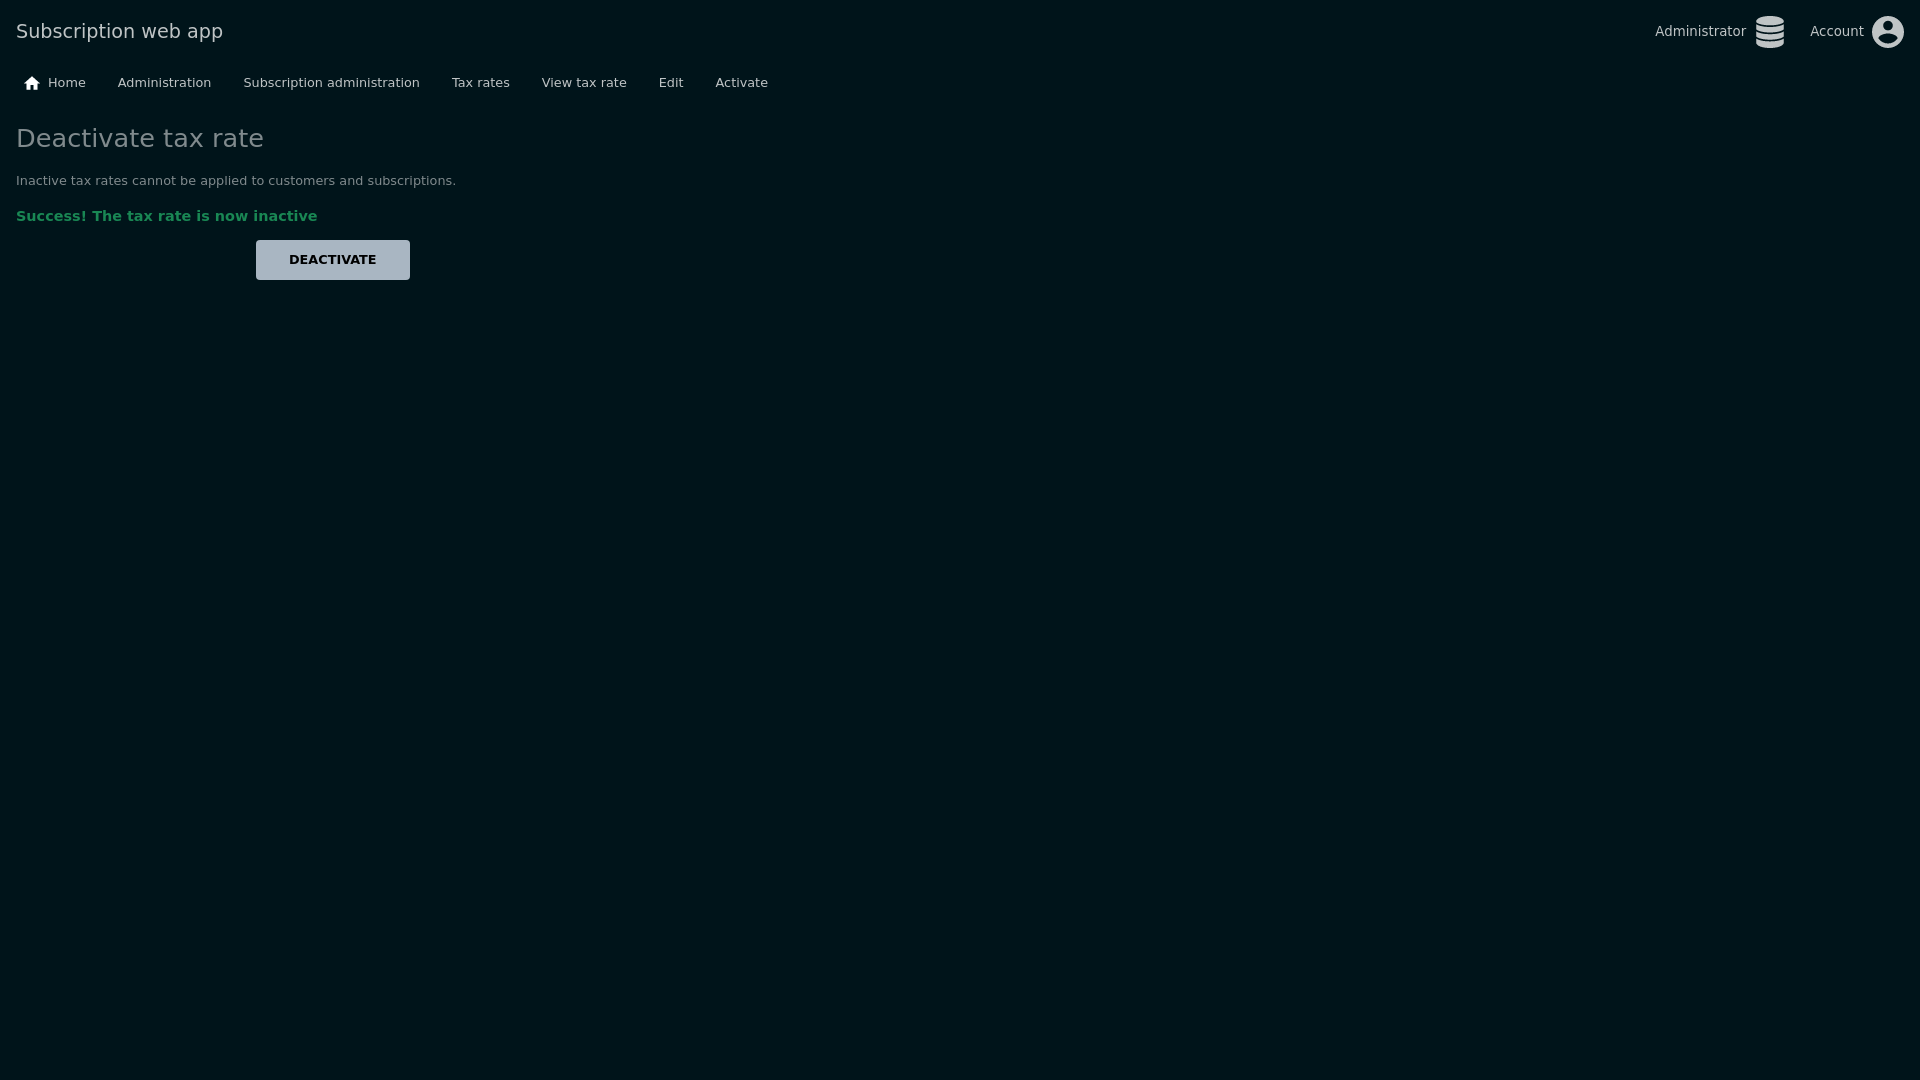 Subscription web app
Administrator
Account
Home
Administration
Subscription administration
Tax rates
View tax rate
Edit
Activate
Deactivate tax rate
Inactive tax rates cannot be applied to customers and subscriptions.
Success! The tax rate is now inactive
DEACTIVATE